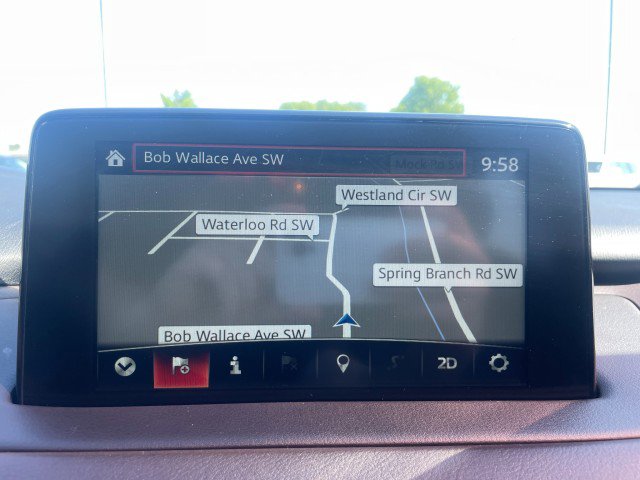 Bob Wallace Ave SW
9:58
Westland Cir SW
Waterloo Rd SW
Spring Branch Rd SW
Bob Wallace Ave SW
2D